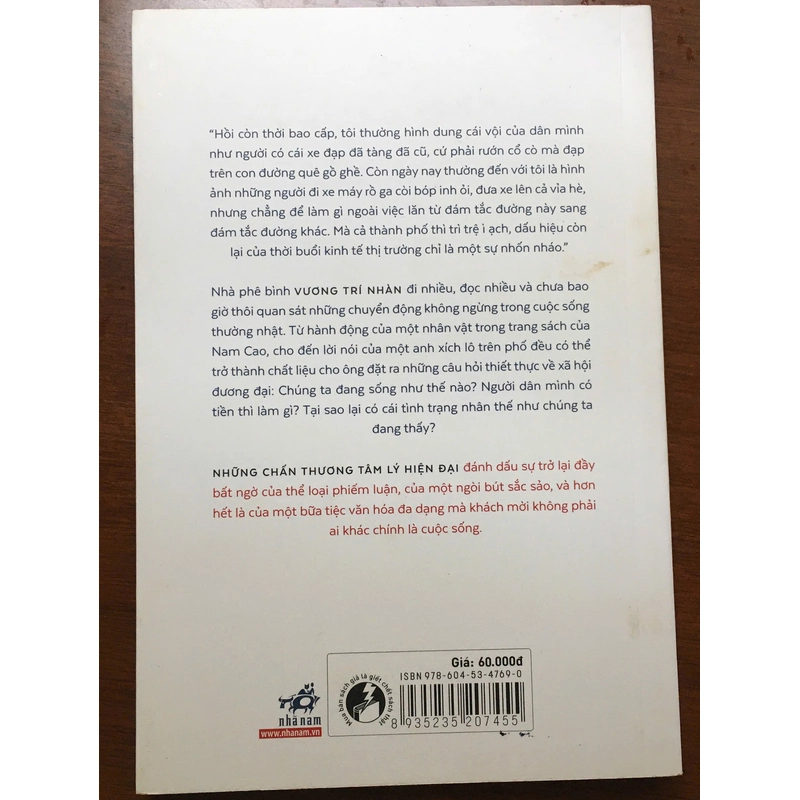 "Hồi còn thời bao cấp, tôi thường hình dung cái vội của dân mình
như người có cái xe đạp đã tàng đã cũ, cứ phải rướn cổ cò mà đạp
trên con đường quê gồ ghề. Còn ngày nay thường đến với tôi là hình
ảnh những người đi xe máy rồ ga còi bóp inh ỏi, đưa xe lên cả vỉa hè,
nhưng chẳng để làm gì ngoài việc lăn từ đám tắc đường này sang
đám tắc đường khác. Mà cả thành phố thì trì trệ ì ạch, dấu hiệu còn
lại của thời buổi kinh tế thị trường chỉ là một sự nhốn nháo."
Nhà phê bình VƯƠNG TRÍ NHÀN đi nhiều, đọc nhiều và chưa bao
giờ thôi quan sát những chuyển động không ngừng trong cuộc sống
thường nhật. Từ hành động của một nhân vật trong trang sách của
Nam Cao, cho đến lời nói của một anh xích lô trên phố đều có thể
trở thành chất liệu cho ông đặt ra những câu hỏi thiết thực về xã hội
đương đại: Chúng ta đang sống như thế nào? Người dân mình có
tiền thì làm gì? Tại sao lại có cái tình trạng nhân thế như chúng ta
đang thấy?
NHỮNG CHẤN THƯƠNG TÂM LÝ HIỆN ĐẠI đánh dấu sự trở lại đầy
bất ngờ của thể loại phiếm luận, của một ngòi bút sắc sảo, và hơn
hết là của một bữa tiệc văn hóa đa dạng mà khách mời không phải
ai khác chính là cuộc sống.
nhã nam
www.nhanam.vn
Mua bán sách giả là giết chết sách thật
Giá: 60.000đ
ISBN 978-604-53-4769-0
8 935235 207455